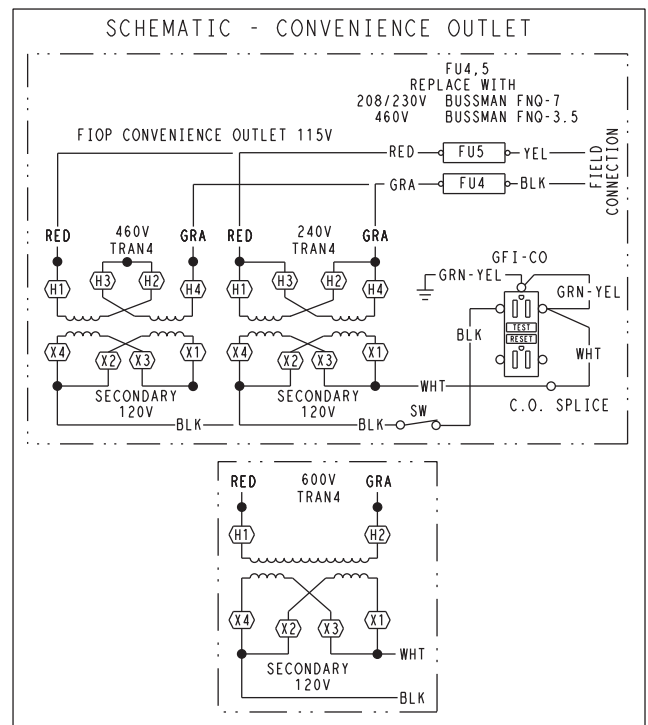 SCHEMATIC - CONVENIENCE OUTLET
FU4,5
REPLACE WITH
208/230V BUSSMAN FNQ-7
460V BUSSMAN FNQ-3.5
FIOP CONVENIENCE OUTLET 115V
RED FU5 YEL
GRA FU4 BLK
FIELD CONNECTION
RED 460V GRA RED 240V GRA
TRAN4 TRAN4
GFI-CO
H1 H3 H2 H4 H1 H3 H2 H4
GRN-YEL
GRN-YEL
TEST
RESET
BLK
WHT
X4 X2 X3 X1 X4 X2 X3 X1
SECONDARY SECONDARY
120V 120V
WHT
C.O. SPLICE
BLK BLK SW
RED 600V GRA
TRAN4
H1 H2
X4 X2 X3 X1
WHT
SECONDARY
120V
BLK